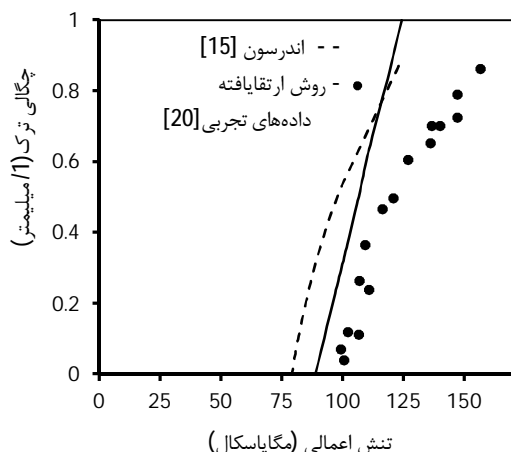 1
0.8
0.6
0.4
0.2
0
0 25 50 75 100 125 150
چگالی ترک(1/میلیمتر)
تنش اعمالی (مگاپاسکال)
اندرسون [15]
روش ارتقایافته
داده‌های تجربی[20]